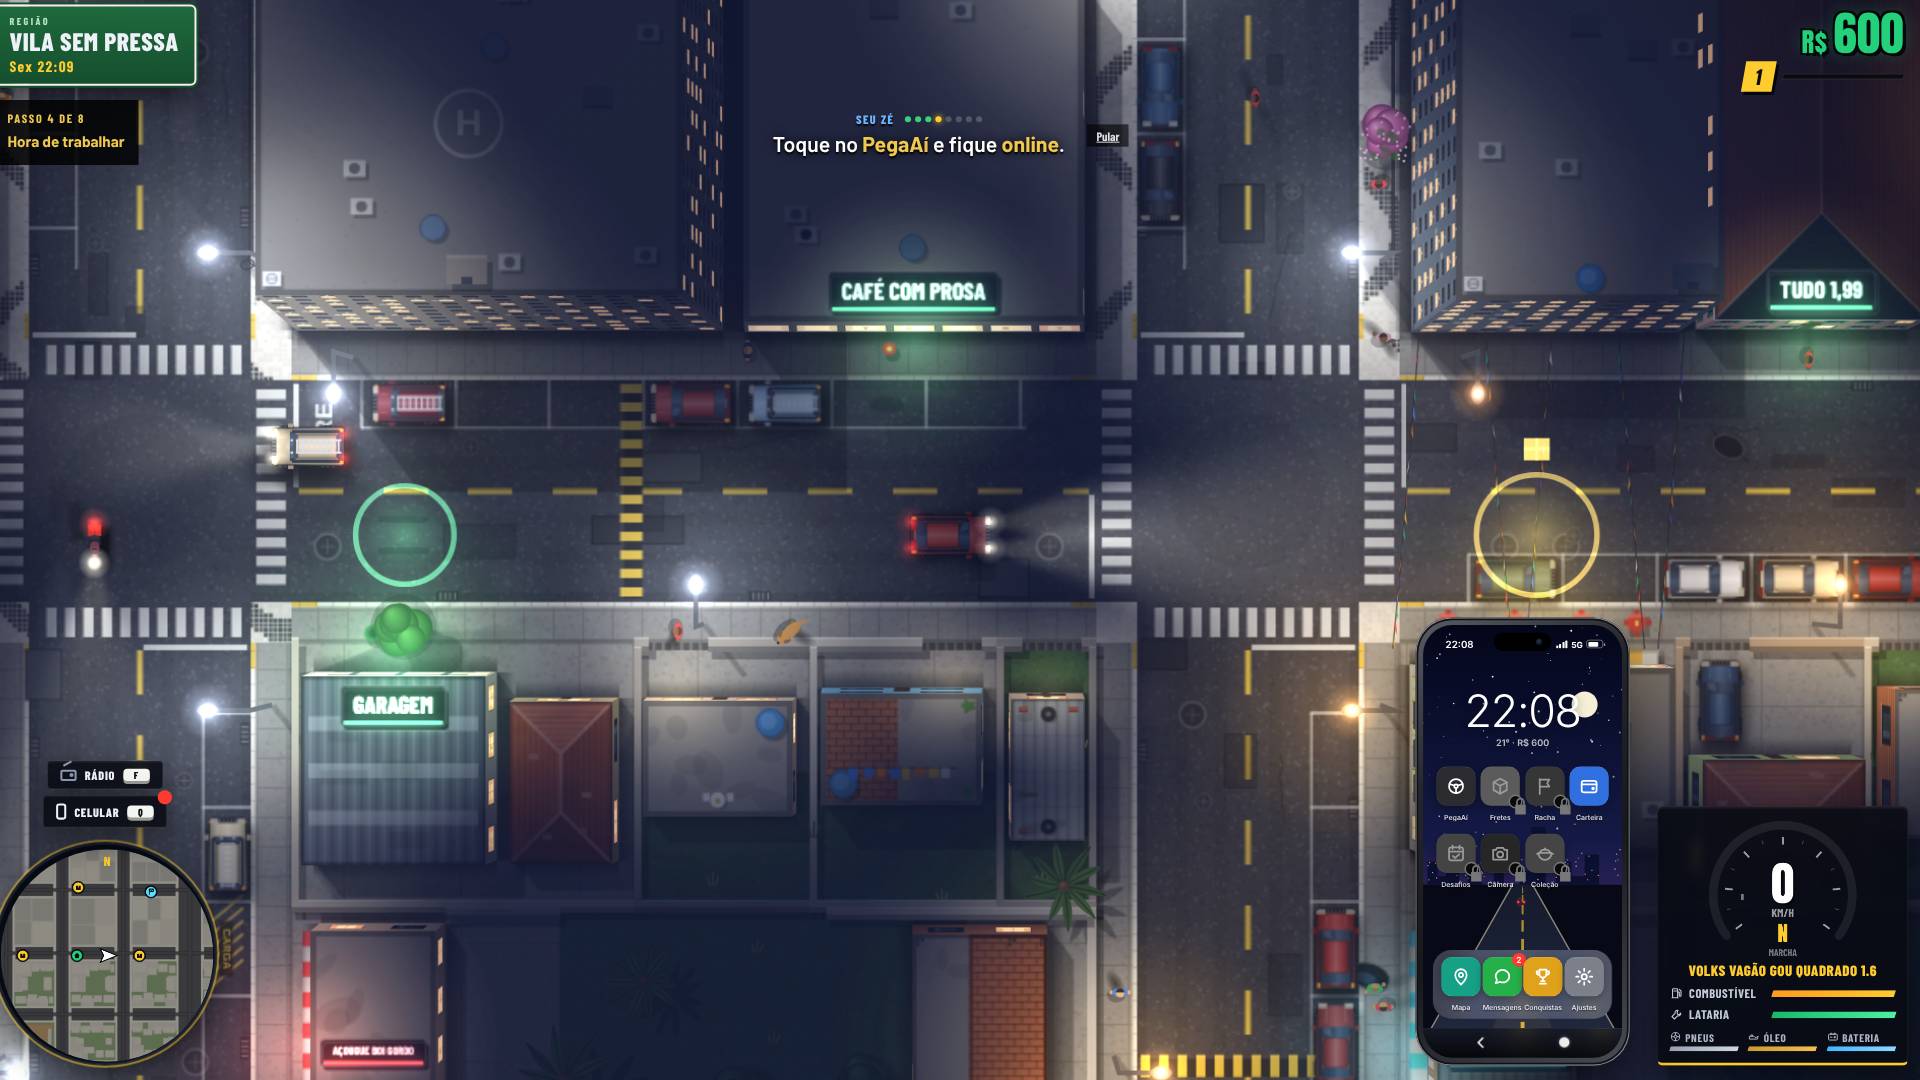 REGIÃO
VILA SEM PRESSA
Sex 22:09
PASSO 4 DE 8
Hora de trabalhar
SEU ZÉ
Toque no PegaAí e fique online.
Pular
R$ 600
1
H
CAFÉ COM PROSA
TUDO 1,99
GARAGEM
RÁDIO F
CELULAR Q
N
M
P
M
M
CARGA
22:08
5G
22:08
21° · R$ 600
PegaAí
Fretes
Racha
Carteira
Desafios
Câmera
Coleção
2
Mapa
Mensagens
Conquistas
Ajustes
0
KM/H
N
MARCHA
VOLKS VAGÃO GOU QUADRADO 1.6
COMBUSTÍVEL
LATARIA
PNEUS
ÓLEO
BATERIA